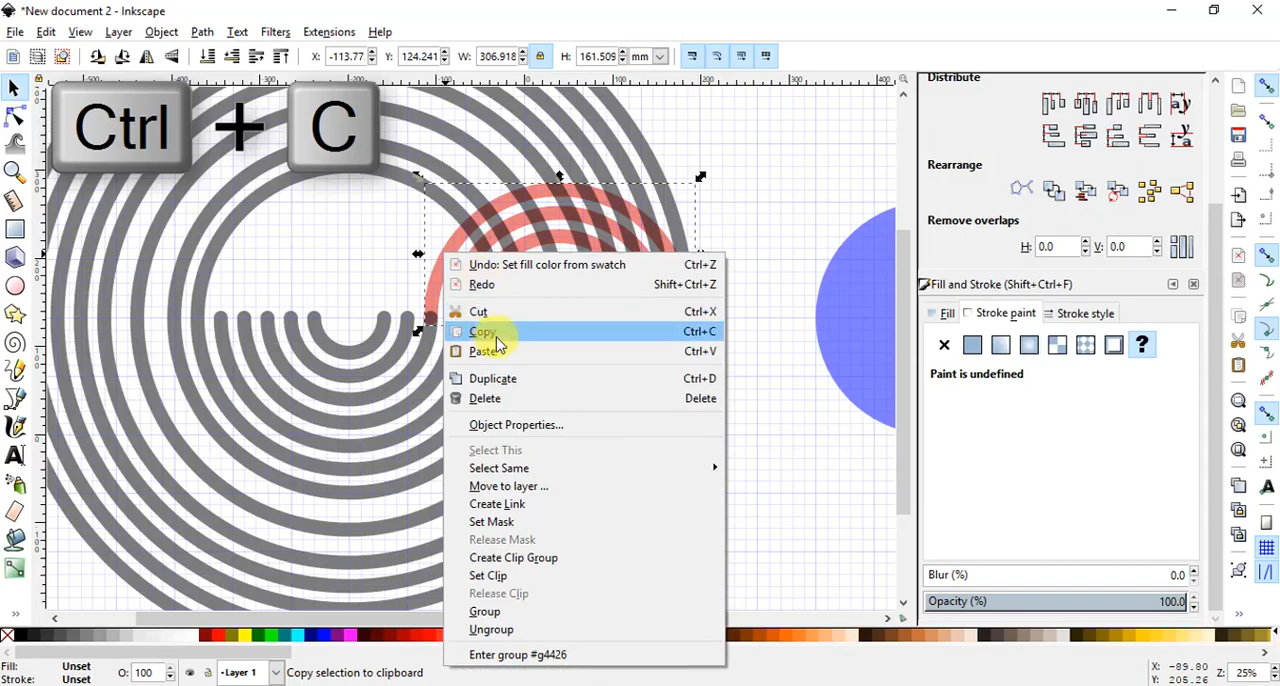 *New document 2 - Inkscape
File Edit View Layer Object Path Text Filters Extensions Help
X: -113.77 Y: 124.241 W: 306.918 H: 161.509 mm
Ctrl + C
Distribute
Rearrange
Remove overlaps
H: 0.0 V: 0.0
Fill and Stroke (Shift+Ctrl+F)
Fill Stroke paint Stroke style
?
Paint is undefined
Blur (%) 0.0
Opacity (%) 100.0
Undo: Set fill color from swatch Ctrl+Z
Redo Shift+Ctrl+Z
Cut Ctrl+X
Copy Ctrl+C
Paste Ctrl+V
Duplicate Ctrl+D
Delete Delete
Object Properties...
Select This
Select Same
Move to layer ...
Create Link
Set Mask
Release Mask
Create Clip Group
Set Clip
Release Clip
Group
Ungroup
Enter group #g4426
Fill: Unset
Stroke: Unset
O: 100
-Layer 1
Copy selection to clipboard
X: -89.80
Y: 205.26
Z: 25%